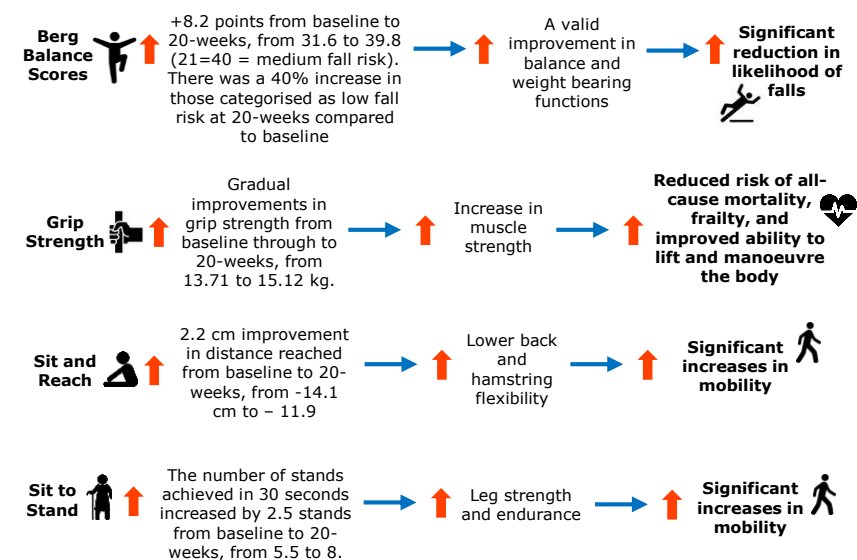 Berg
Balance
Scores
+8.2 points from baseline to
20-weeks, from 31.6 to 39.8
(21=40 = medium fall risk).
There was a 40% increase in
those categorised as low fall
risk at 20-weeks compared
to baseline
A valid
improvement in
balance and
weight bearing
functions
Significant
reduction in
likelihood of
falls
Grip
Strength
Gradual
improvements in
grip strength from
baseline through to
20-weeks, from
13.71 to 15.12 kg.
Increase in
muscle
strength
Reduced risk of all-
cause mortality,
frailty, and
improved ability to
lift and manoeuvre
the body
Sit and
Reach
2.2 cm improvement
in distance reached
from baseline to 20-
weeks, from -14.1
cm to – 11.9
Lower back
and
hamstring
flexibility
Significant
increases in
mobility
Sit to
Stand
The number of stands
achieved in 30 seconds
increased by 2.5 stands
from baseline to 20-
weeks, from 5.5 to 8.
Leg strength
and endurance
Significant
increases in
mobility